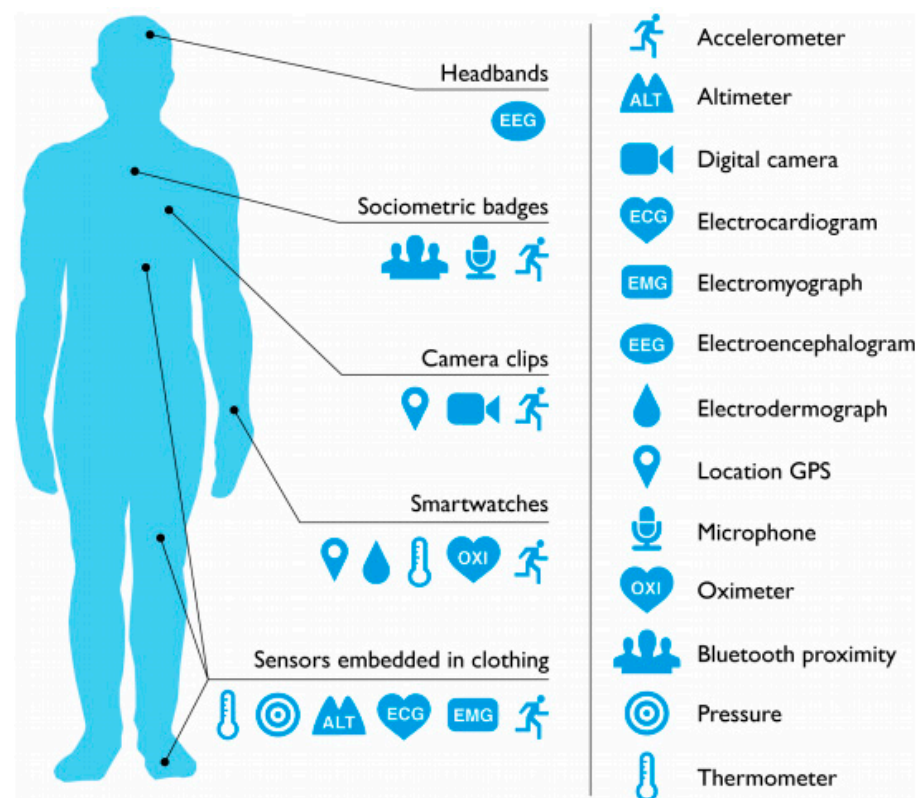 Headbands
EEG
Sociometric badges
Camera clips
Smartwatches
OXI
Sensors embedded in clothing
ALT ECG EMG
Accelerometer
ALT Altimeter
Digital camera
ECG Electrocardiogram
EMG Electromyograph
EEG Electroencephalogram
Electrodermograph
Location GPS
Microphone
OXI Oximeter
Bluetooth proximity
Pressure
Thermometer